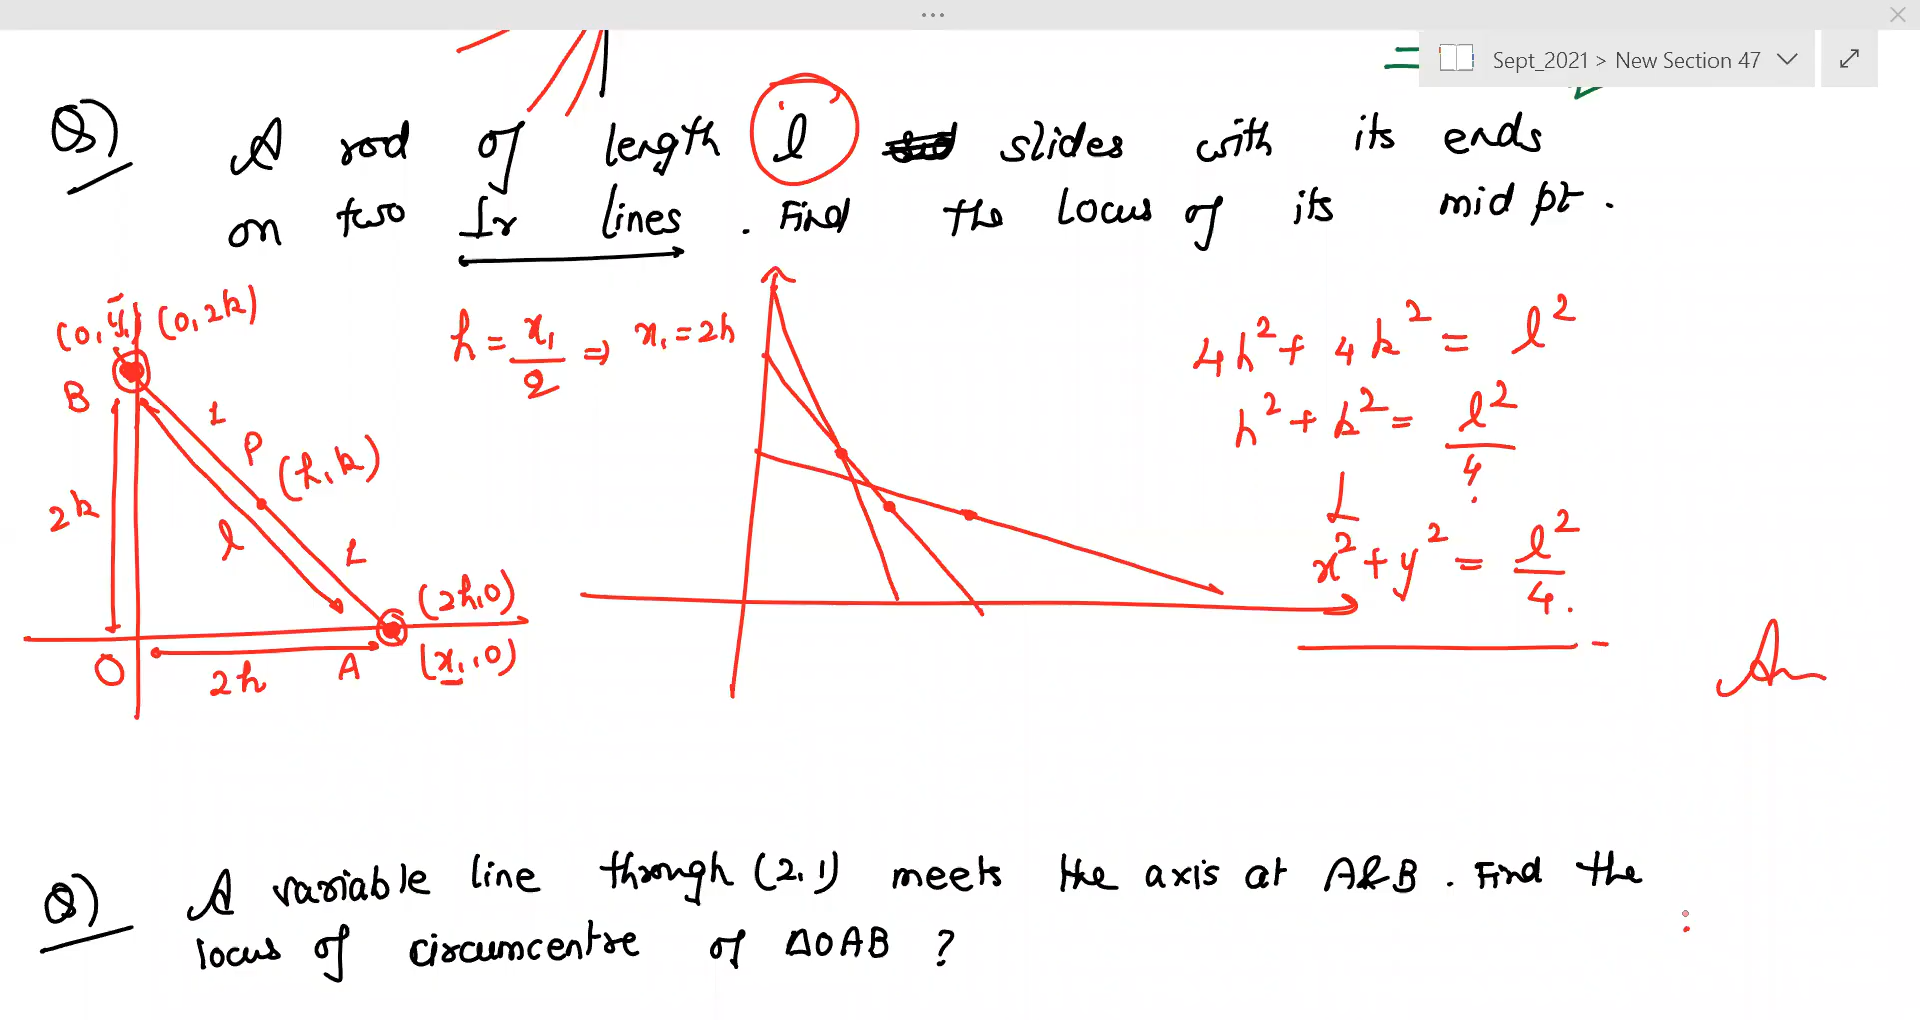 Sept_2021 > New Section 47
Q) A rod of length l slides with its ends
on two ⊥r lines . Find the locus of its mid pt .
(0, y₁) (0, 2k)
B
1
P (h, k)
2k
l
1
(2h, 0)
O
2h
A
(x₁, 0)
h = x₁/2 ⇒ x₁ = 2h
4h² + 4k² = l²
h² + k² = l²/4
x² + y² = l²/4 .
An
Q) A variable line through (2, 1) meets the axis at A & B . Find the
locus of circumcentre of ΔOAB ?